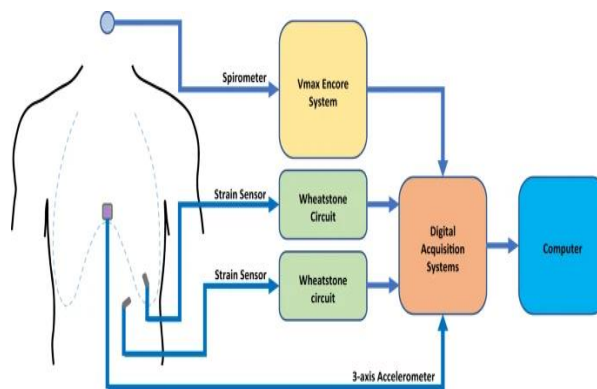 Spirometer
Vmax Encore
System
Strain Sensor
Wheatstone
Circuit
Digital
Acquisition
Systems
Computer
Strain Sensor
Wheatstone
circuit
3-axis Accelerometer